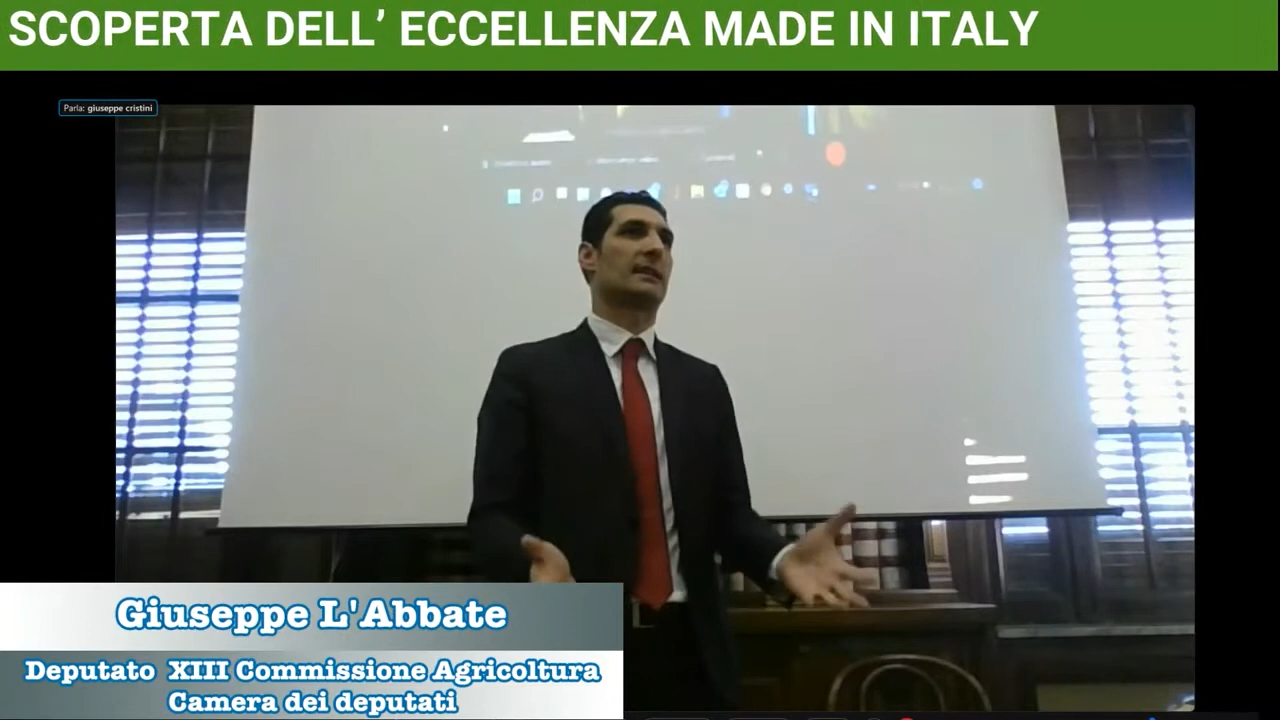 SCOPERTA DELL’ ECCELLENZA MADE IN ITALY
Parla: giuseppe cristini
Giuseppe L'Abbate
Deputato XIII Commissione Agricoltura
Camera dei deputati